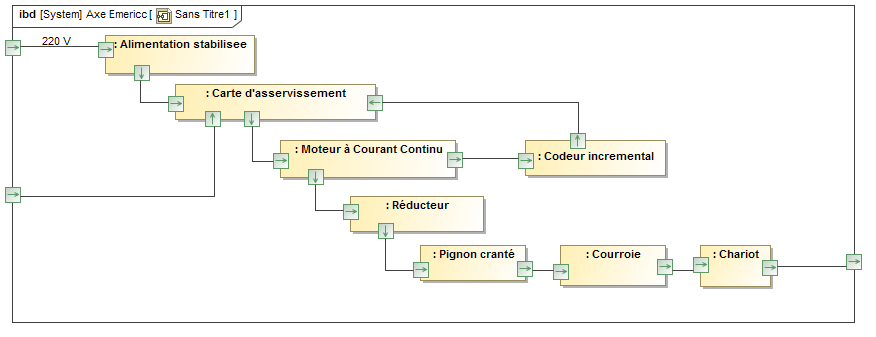 ibd [System] Axe Emericc [ Sans Titre1 ]
220 V
: Alimentation stabilisee
: Carte d'asservissement
: Moteur à Courant Continu
: Codeur incremental
: Réducteur
: Pignon cranté
: Courroie
: Chariot